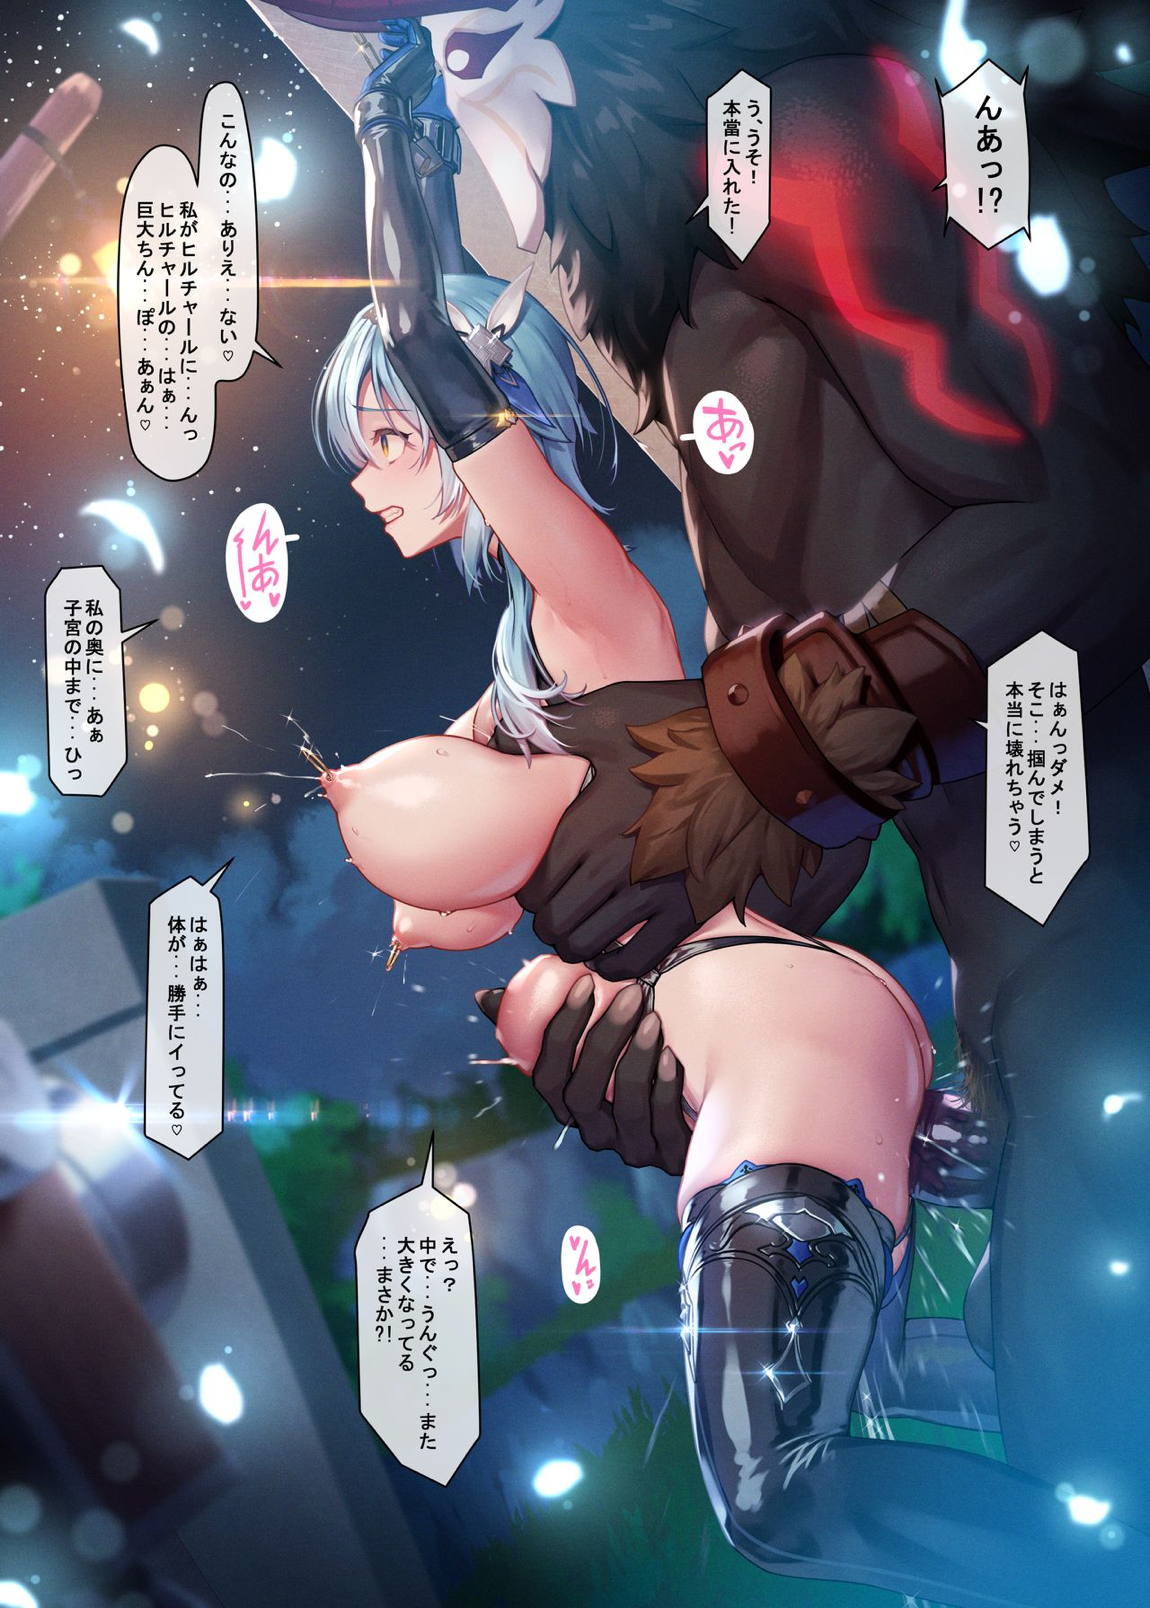 んあっ!?
う、うそ！
本當に入れた！
こんなの...ありえ...ない♡
私がヒルチャールに...んっ
ヒルチャールの...はぁ...
巨大ちん...ぽ...あぁん♡
あっ♥
んあ♥♥
私の奥に...あぁ
子宮の中まで...ひっ
はぁんっダメ！
そこ...掴んでしまうと
本当に壊れちゃう♡
はぁはぁ...
体が...勝手にイってる♡
えっ？
中で...うんぐっ...また
大きくなってる
...まさか?!
♥ん♥